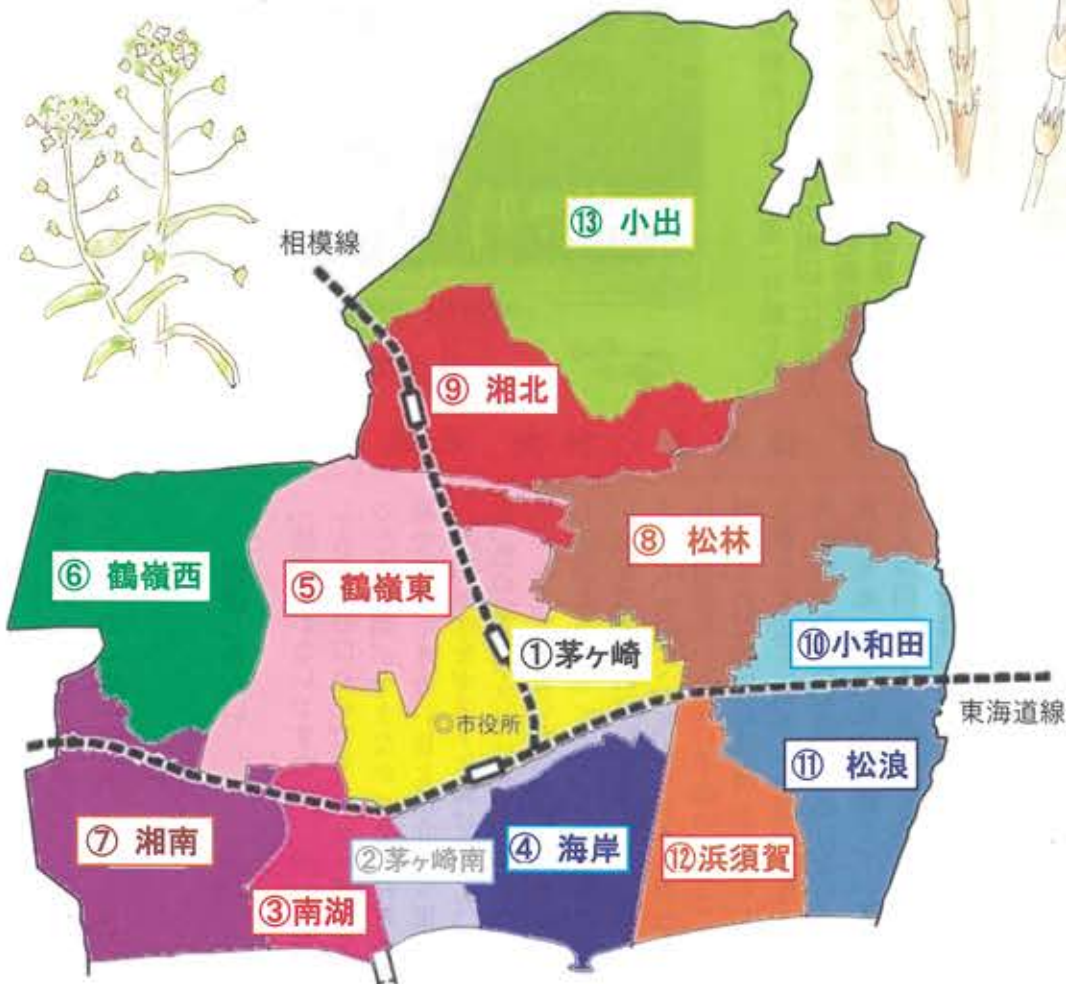 ⑬ 小出
相模線
⑨ 湘北
⑧ 松林
⑥ 鶴嶺西
⑤ 鶴嶺東
①茅ヶ崎
⑩小和田
◎市役所
東海道線
⑪ 松浪
⑦ 湘南
②茅ヶ崎南
④ 海岸
⑫浜須賀
③南湖